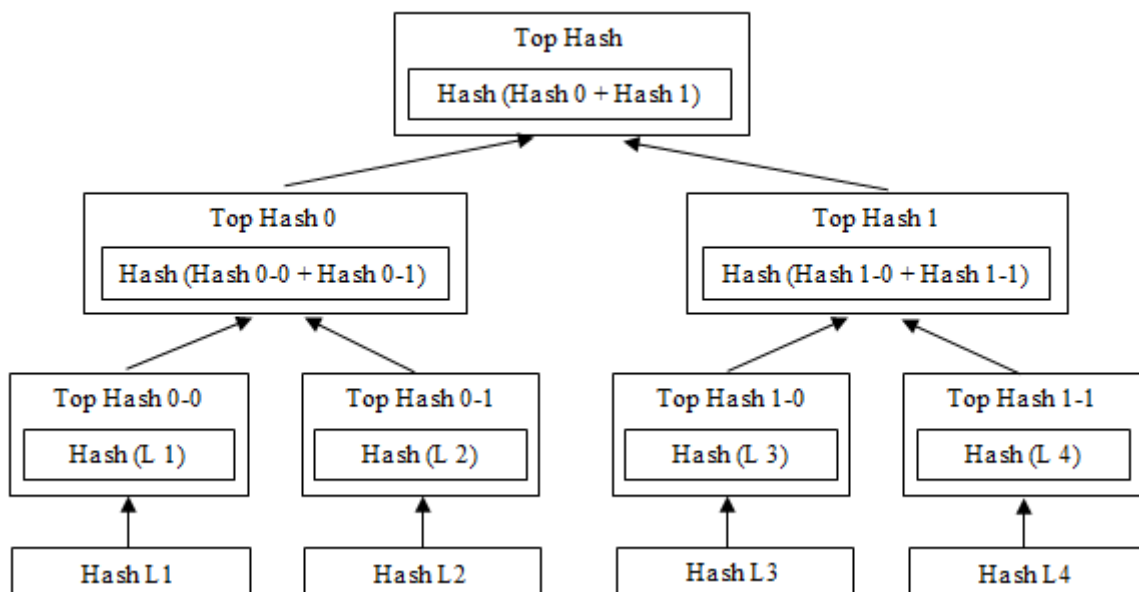 Top Hash
Hash (Hash 0 + Hash 1)
Top Hash 0
Hash (Hash 0-0 + Hash 0-1)
Top Hash 1
Hash (Hash 1-0 + Hash 1-1)
Top Hash 0-0
Hash (L 1)
Top Hash 0-1
Hash (L 2)
Top Hash 1-0
Hash (L 3)
Top Hash 1-1
Hash (L 4)
Hash L1
Hash L2
Hash L3
Hash L4